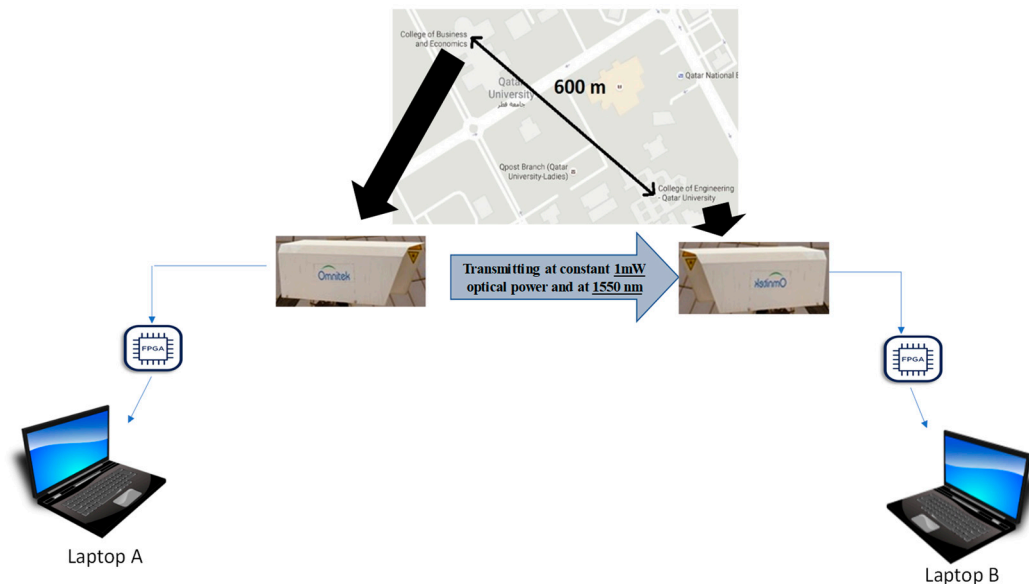 College of Business
and Economics
Qatar
University
جامعة قطر
600 m
Qatar National B
Qpost Branch (Qatar
University-Ladies)
College of Engineering
- Qatar University
Omnitek
Transmitting at constant 1mW
optical power and at 1550 nm
Omnitek
FPGA
FPGA
Laptop A
Laptop B